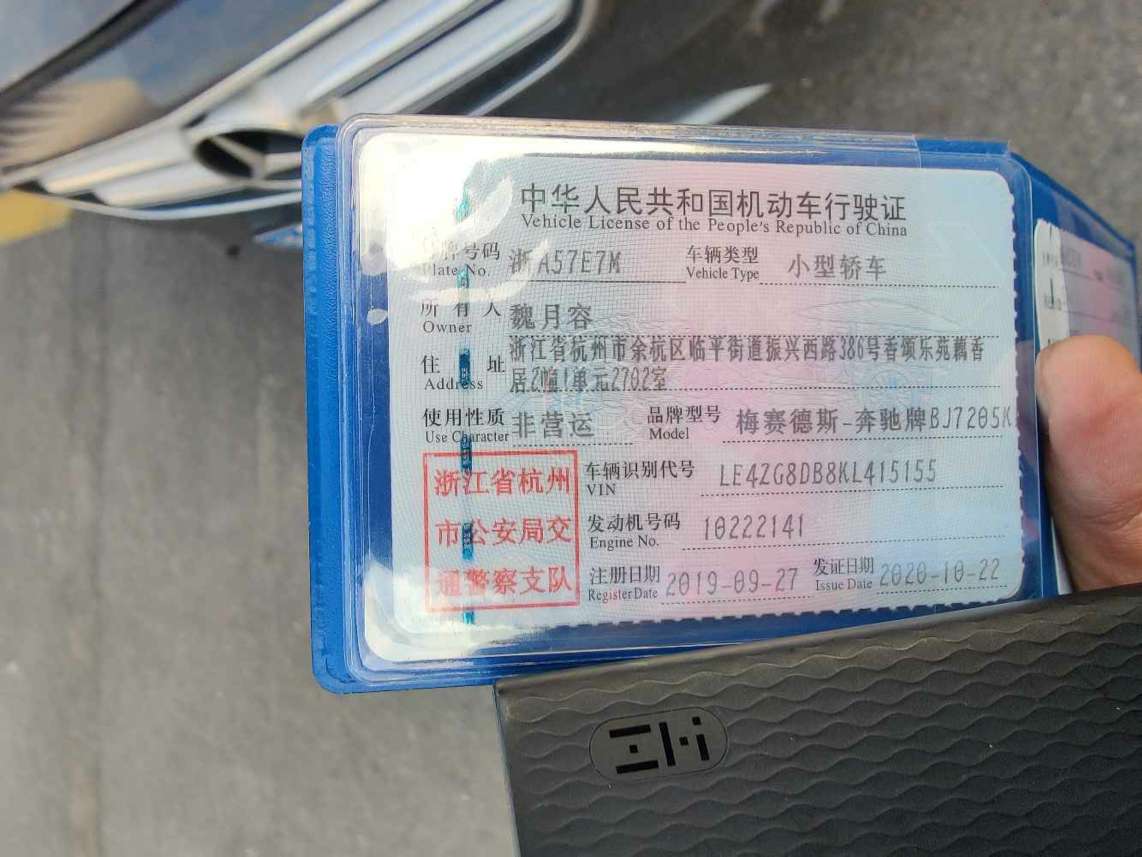 中华人民共和国机动车行驶证
Vehicle License of the People's Republic of China
号牌号码 浙A57E7M 车辆类型 小型轿车
Plate No. Vehicle Type
所有人 魏月容
Owner
住址 浙江省杭州市余杭区临平街道振兴西路386号香颂乐苑藕香
Address 居2幢1单元2702室
使用性质 非营运 品牌型号 梅赛德斯-奔驰牌BJ7205K
Use Character Model
浙江省杭州
市公安局交
通警察支队
车辆识别代号 LE4ZG8DB8KL415155
VIN
发动机号码 10222141
Engine No.
注册日期 2019-09-27 发证日期 2020-10-22
Register Date Issue Date